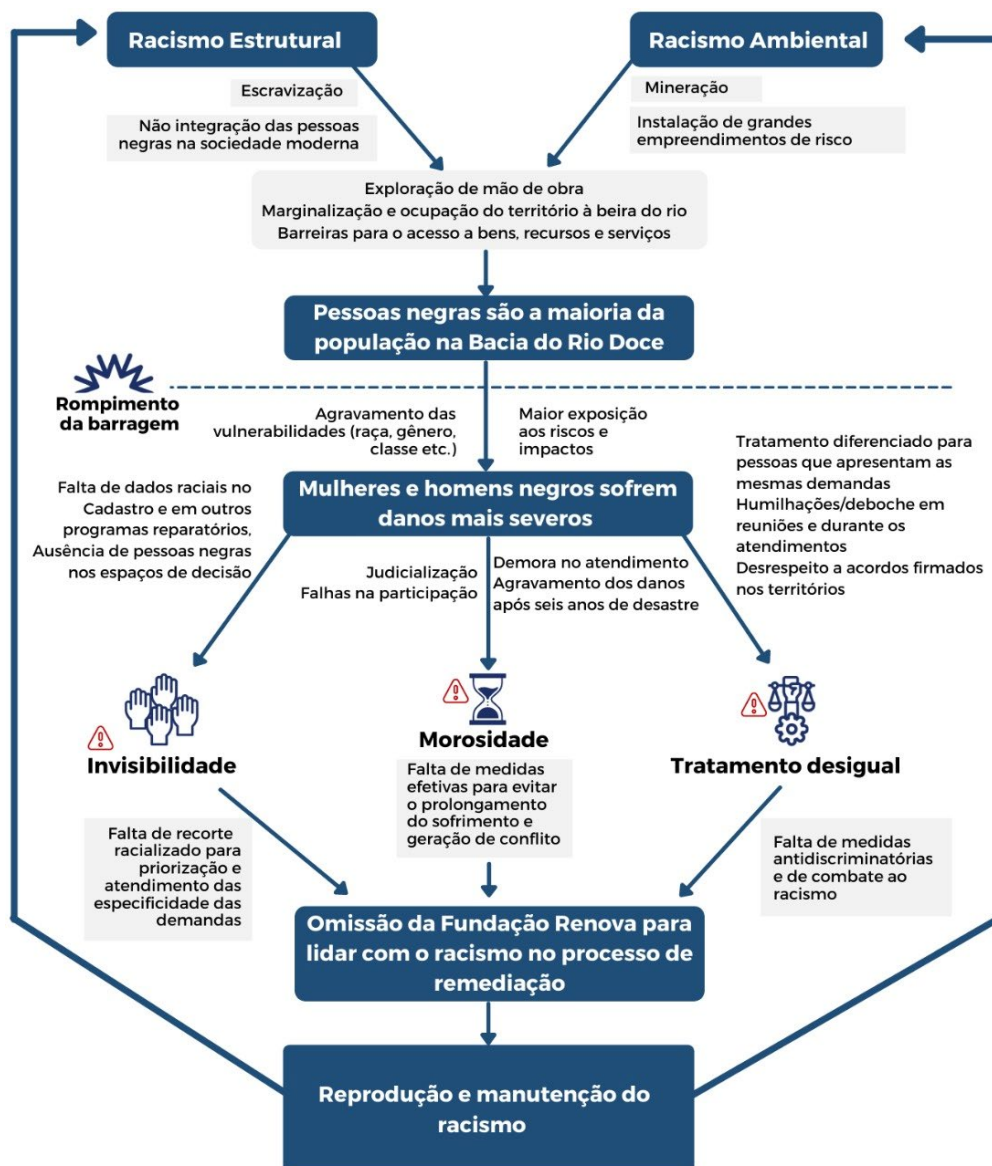 Racismo Estrutural
Racismo Ambiental
Escravização
Não integração das pessoas
negras na sociedade moderna
Mineração
Instalação de grandes
empreendimentos de risco
Exploração de mão de obra
Marginalização e ocupação do território à beira do rio
Barreiras para o acesso a bens, recursos e serviços
Pessoas negras são a maioria da
população na Bacia do Rio Doce
Rompimento
da barragem
Agravamento das
vulnerabilidades (raça, gênero,
classe etc.)
Maior exposição
aos riscos e
impactos
Mulheres e homens negros sofrem
danos mais severos
Falta de dados raciais no
Cadastro e em outros
programas reparatórios,
Ausência de pessoas negras
nos espaços de decisão
Judicialização
Falhas na participação
Demora no atendimento
Agravamento dos danos
após seis anos de desastre
Tratamento diferenciado para
pessoas que apresentam as
mesmas demandas
Humilhações/deboche em
reuniões e durante os
atendimentos
Desrespeito a acordos firmados
nos territórios
Invisibilidade
Morosidade
Tratamento desigual
Falta de recorte
racializado para
priorização e
atendimento das
especificidade das
demandas
Falta de medidas
efetivas para evitar
o prolongamento
do sofrimento e
geração de conflito
Falta de medidas
antidiscriminatórias
e de combate ao
racismo
Omissão da Fundação Renova para
lidar com o racismo no processo de
remediação
Reprodução e manutenção do
racismo